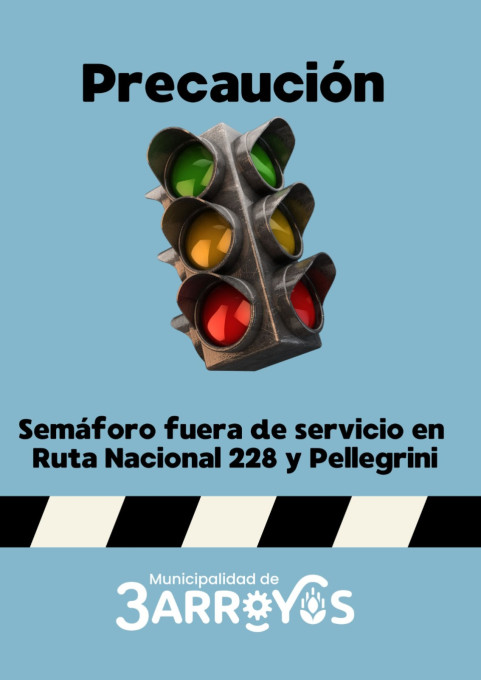 Precaución
Semáforo fuera de servicio en
Ruta Nacional 228 y Pellegrini
Municipalidad de
3ARROYOS